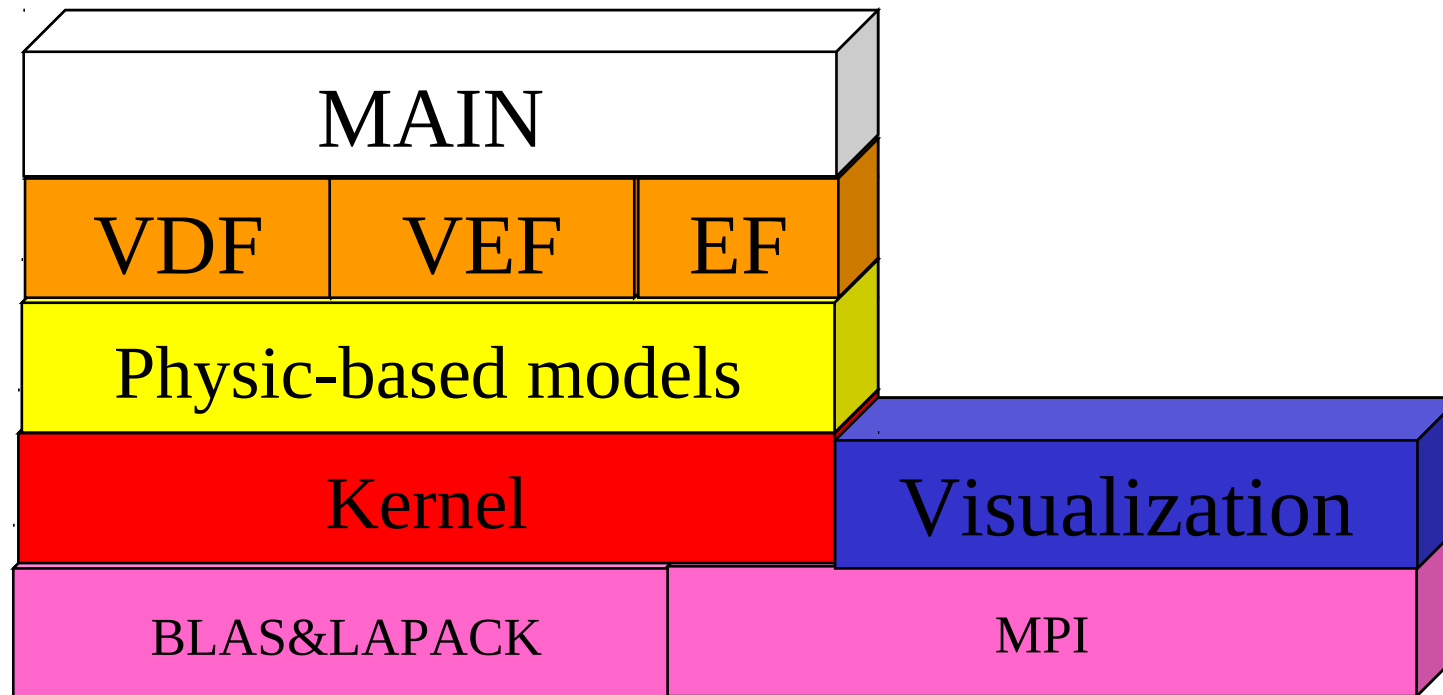 MAIN
VDF VEF EF
Physic-based models
Kernel Visualization
BLAS&LAPACK MPI